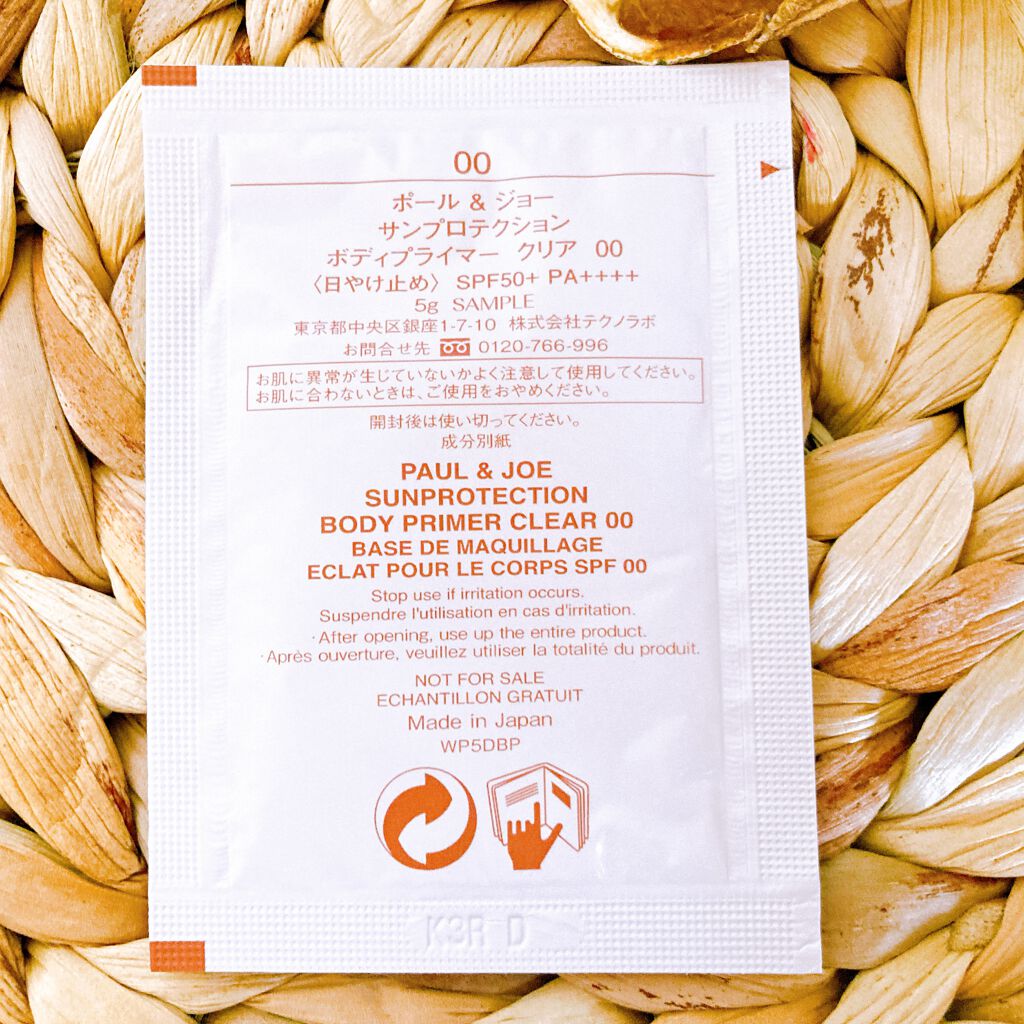 00
ポール & ジョー
サンプロテクション
ボディプライマー クリア 00
〈日やけ止め〉 SPF50+ PA++++
5g SAMPLE
東京都中央区銀座1-7-10 株式会社テクノラボ
お問合せ先 0120-766-996
お肌に異常が生じていないかよく注意して使用してください。
お肌に合わないときは、ご使用をおやめください。
開封後は使い切ってください。
成分別紙
PAUL & JOE
SUNPROTECTION
BODY PRIMER CLEAR 00
BASE DE MAQUILLAGE
ECLAT POUR LE CORPS SPF 00
Stop use if irritation occurs.
Suspendre l'utilisation en cas d'irritation.
·After opening, use up the entire product.
·Après ouverture, veuillez utiliser la totalité du produit.
NOT FOR SALE
ECHANTILLON GRATUIT
Made in Japan
WP5DBP
K3R D